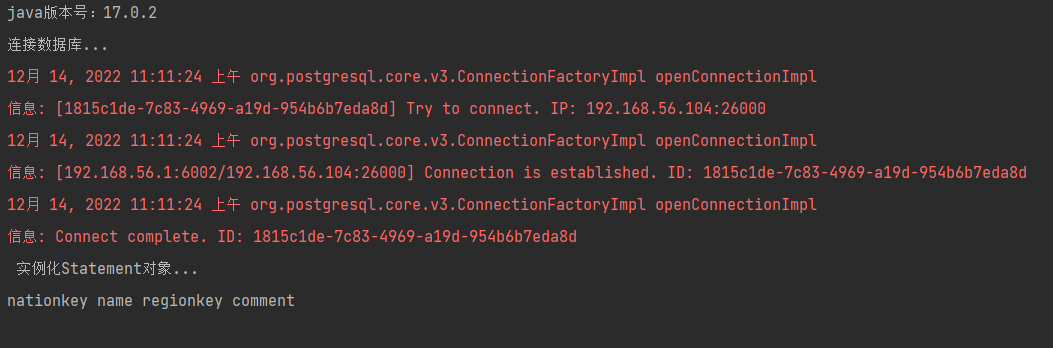 java版本号：17.0.2
连接数据库...
12月 14, 2022 11:11:24 上午 org.postgresql.core.v3.ConnectionFactoryImpl openConnectionImpl
信息: [1815c1de-7c83-4969-a19d-954b6b7eda8d] Try to connect. IP: 192.168.56.104:26000
12月 14, 2022 11:11:24 上午 org.postgresql.core.v3.ConnectionFactoryImpl openConnectionImpl
信息: [192.168.56.1:6002/192.168.56.104:26000] Connection is established. ID: 1815c1de-7c83-4969-a19d-954b6b7eda8d
12月 14, 2022 11:11:24 上午 org.postgresql.core.v3.ConnectionFactoryImpl openConnectionImpl
信息: Connect complete. ID: 1815c1de-7c83-4969-a19d-954b6b7eda8d
实例化Statement对象...
nationkey name regionkey comment